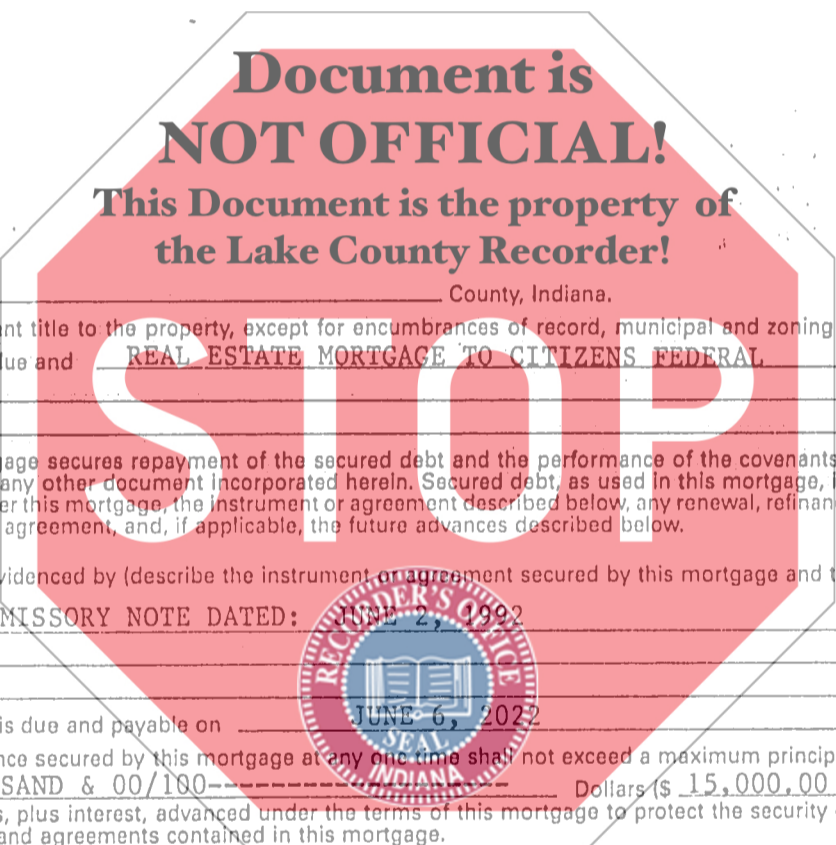 Document is
NOT OFFICIAL!
This Document is the property of
the Lake County Recorder!
County, Indiana.
nt title to the property, except for encumbrances of record, municipal and zoning
lue and REAL ESTATE MORTGAGE TO CITIZENS FEDERAL
STOP
gage secures repayment of the secured debt and the performance of the covenants
any other document incorporated herein. Secured debt, as used in this mortgage, i
er this mortgage, the instrument or agreement described below, any renewal, refinan
agreement, and, if applicable, the future advances described below.
videnced by (describe the instrument or agreement secured by this mortgage and t
MISSORY NOTE DATED: JUNE 2, 1992
RECORDER'S OFFICE
is due and payable on JUNE 6, 2022
SEAL
nce secured by this mortgage at any one time shall not exceed a maximum princip
INDIANA
SAND & 00/100-------------------- Dollars ($ 15,000.00
s, plus interest, advanced under the terms of this mortgage to protect the security
and agreements contained in this mortgage.